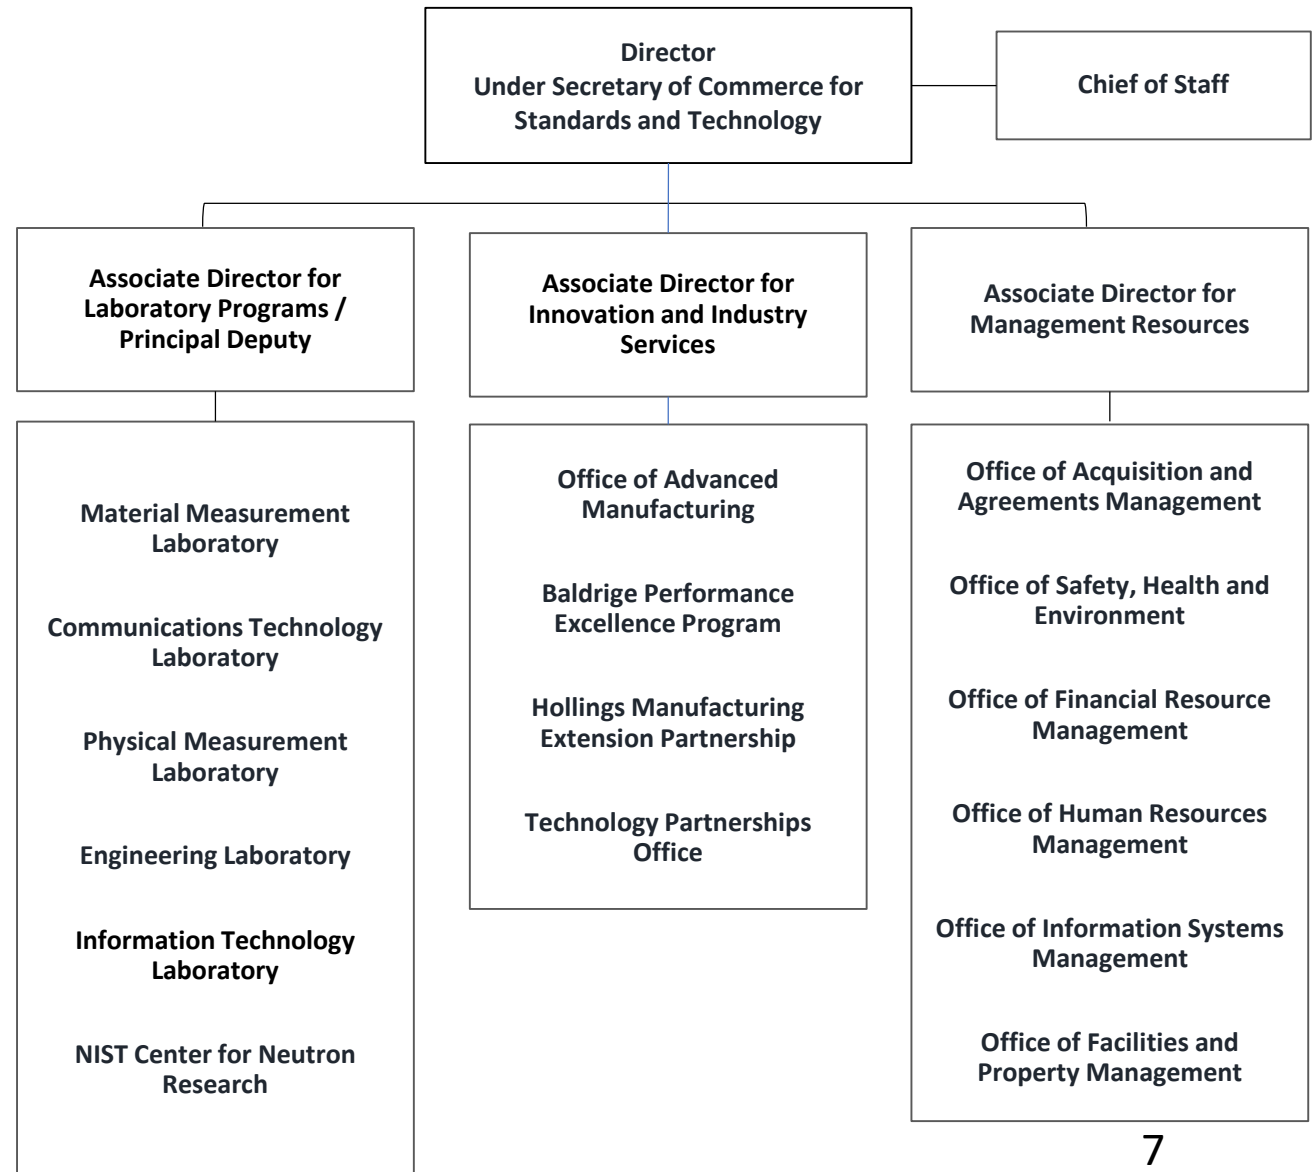 Director
Under Secretary of Commerce for
Standards and Technology
Chief of Staff
Associate Director for
Laboratory Programs /
Principal Deputy
Associate Director for
Innovation and Industry
Services
Associate Director for
Management Resources
Material Measurement
Laboratory
Communications Technology
Laboratory
Physical Measurement
Laboratory
Engineering Laboratory
Information Technology
Laboratory
NIST Center for Neutron
Research
Office of Advanced
Manufacturing
Baldrige Performance
Excellence Program
Hollings Manufacturing
Extension Partnership
Technology Partnerships
Office
Office of Acquisition and
Agreements Management
Office of Safety, Health and
Environment
Office of Financial Resource
Management
Office of Human Resources
Management
Office of Information Systems
Management
Office of Facilities and
Property Management
7